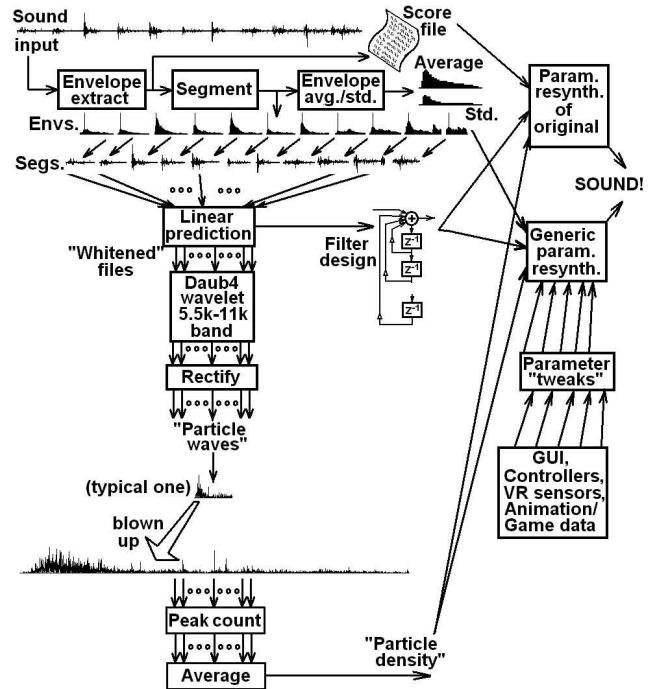 Sound
input
Score
file
Average
Envelope
extract
Segment
Envelope
avg./std.
Std.
Param.
resynth.
of
original
Envs.
Segs.
SOUND!
Linear
prediction
Filter
design
z-1
z-1
z-1
Generic
param.
resynth.
"Whitened"
files
Daub4
wavelet
5.5k-11k
band
Rectify
Parameter
"tweaks"
"Particle
waves"
GUI,
Controllers,
VR sensors,
Animation/
Game data
(typical one)
blown
up
Peak count
Average
"Particle
density"